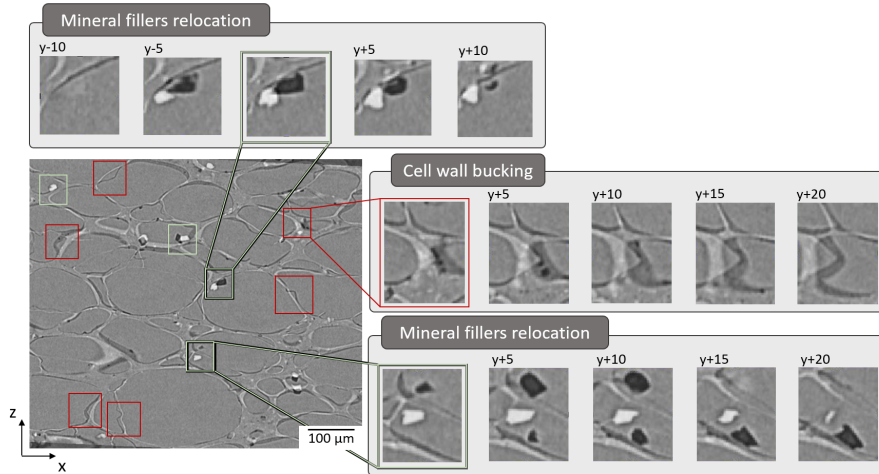 Mineral fillers relocation
y-10
y-5
y+5
y+10
Cell wall bucking
y+5
y+10
y+15
y+20
Mineral fillers relocation
y+5
y+10
y+15
y+20
z
x
100 µm